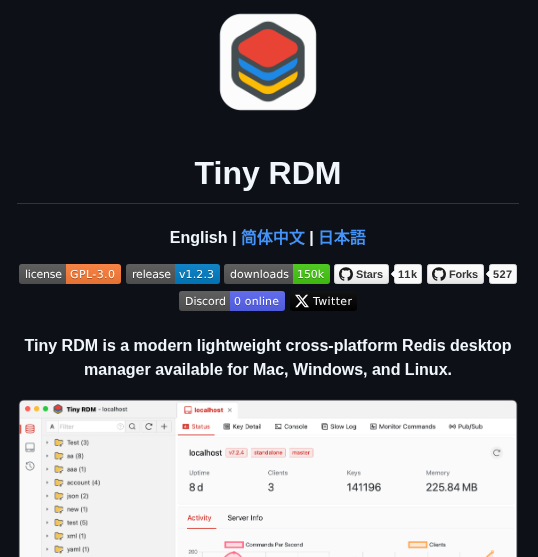 Tiny RDM
English | 简体中文 | 日本語
license GPL-3.0 release v1.2.3 downloads 150k Stars 11k Forks 527
Discord 0 online Twitter
Tiny RDM is a modern lightweight cross-platform Redis desktop
manager available for Mac, Windows, and Linux.
Tiny RDM - localhost
localhost ×
A Filter
Status Key Detail Console Slow Log Monitor Commands Pub/Sub
Test (3)
aa (8)
aaa (1)
account (4)
json (2)
new (1)
test (5)
xml (1)
yaml (1)
localhost v7.2.4 standalone master
Uptime Clients Keys Memory
8 d 3 141196 225.84 MB
Activity Server Info
Commands Per Second Clients